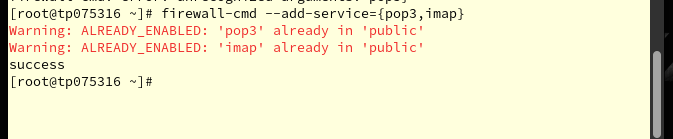 [root@tp075316 ~]# firewall-cmd --add-service={pop3,imap}
Warning: ALREADY_ENABLED: 'pop3' already in 'public'
Warning: ALREADY_ENABLED: 'imap' already in 'public'
success
[root@tp075316 ~]#